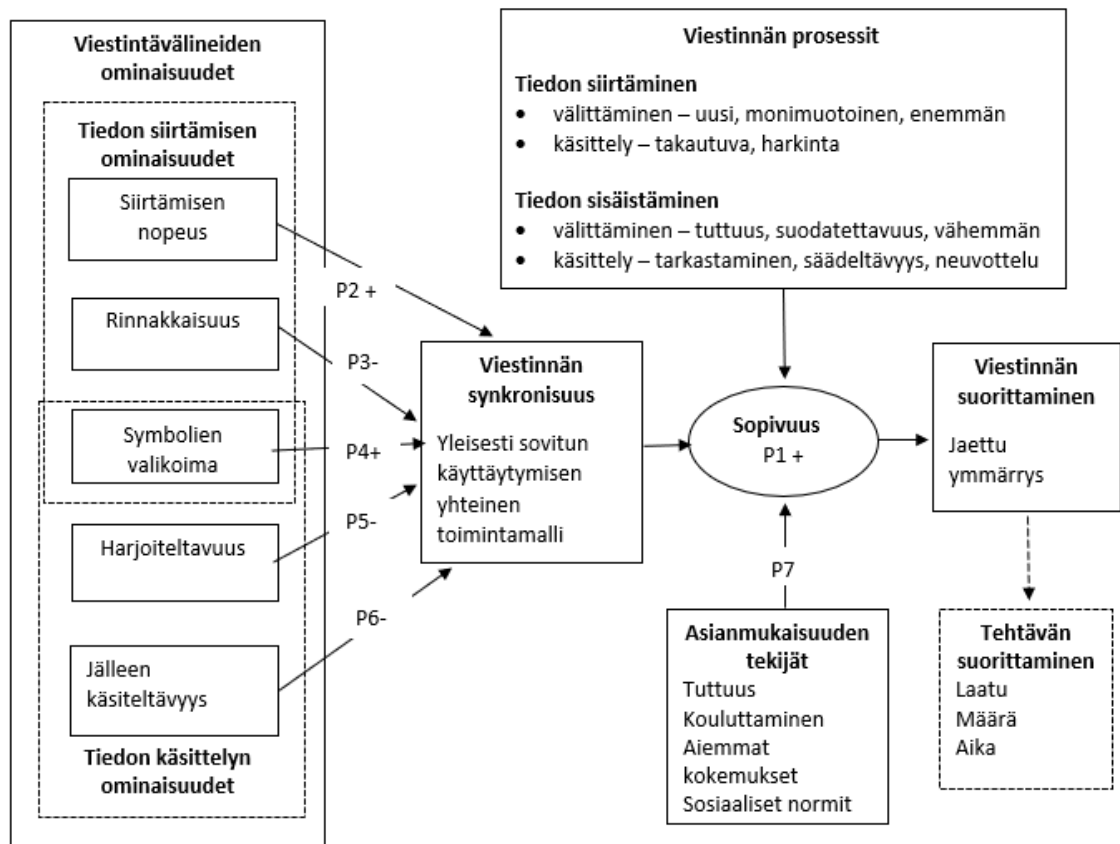 Viestintävälineiden
ominaisuudet
Tiedon siirtämisen
ominaisuudet
Siirtämisen
nopeus
Rinnakkaisuus
Symbolien
valikoima
Harjoiteltavuus
Jälleen
käsiteltävyys
Tiedon käsittelyn
ominaisuudet
P2 +
P3-
P4+
P5-
P6-
Viestinnän
synkronisuus
Yleisesti sovitun
käyttäytymisen
yhteinen
toimintamalli
Viestinnän prosessit
Tiedon siirtäminen
• välittäminen – uusi, monimuotoinen, enemmän
• käsittely – takautuva, harkinta
Tiedon sisäistäminen
• välittäminen – tuttuus, suodatettavuus, vähemmän
• käsittely – tarkastaminen, säädeltävyys, neuvottelu
Sopivuus
P1 +
P7
Asianmukaisuuden
tekijät
Tuttuus
Kouluttaminen
Aiemmat
kokemukset
Sosiaaliset normit
Viestinnän
suorittaminen
Jaettu
ymmärrys
Tehtävän
suorittaminen
Laatu
Määrä
Aika